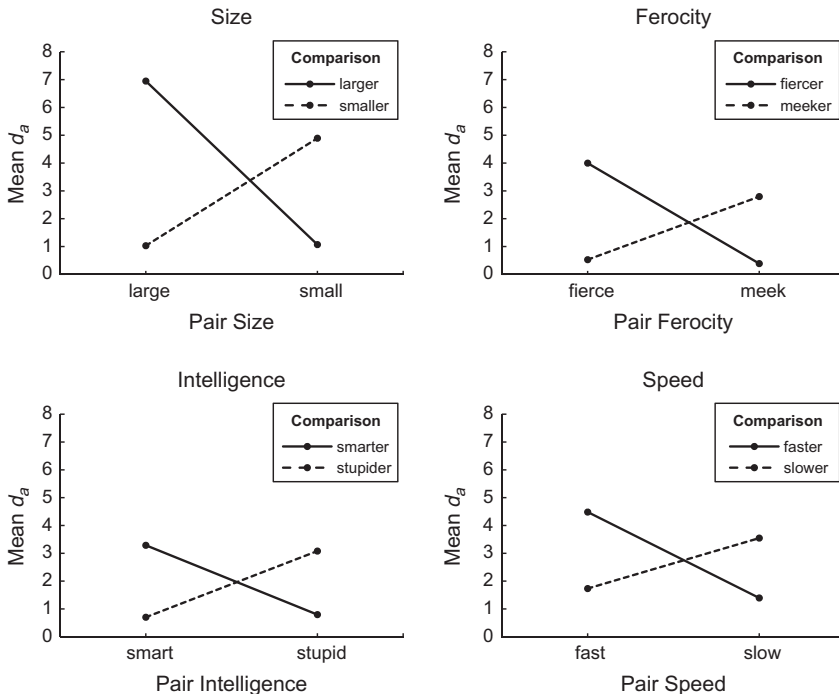 Size
Mean dₐ
8
7
6
5
4
3
2
1
0
Comparison
larger
smaller
large small
Pair Size
Ferocity
Mean dₐ
8
7
6
5
4
3
2
1
0
Comparison
fiercer
meeker
fierce meek
Pair Ferocity
Intelligence
Mean dₐ
8
7
6
5
4
3
2
1
0
Comparison
smarter
stupider
smart stupid
Pair Intelligence
Speed
Mean dₐ
8
7
6
5
4
3
2
1
0
Comparison
faster
slower
fast slow
Pair Speed